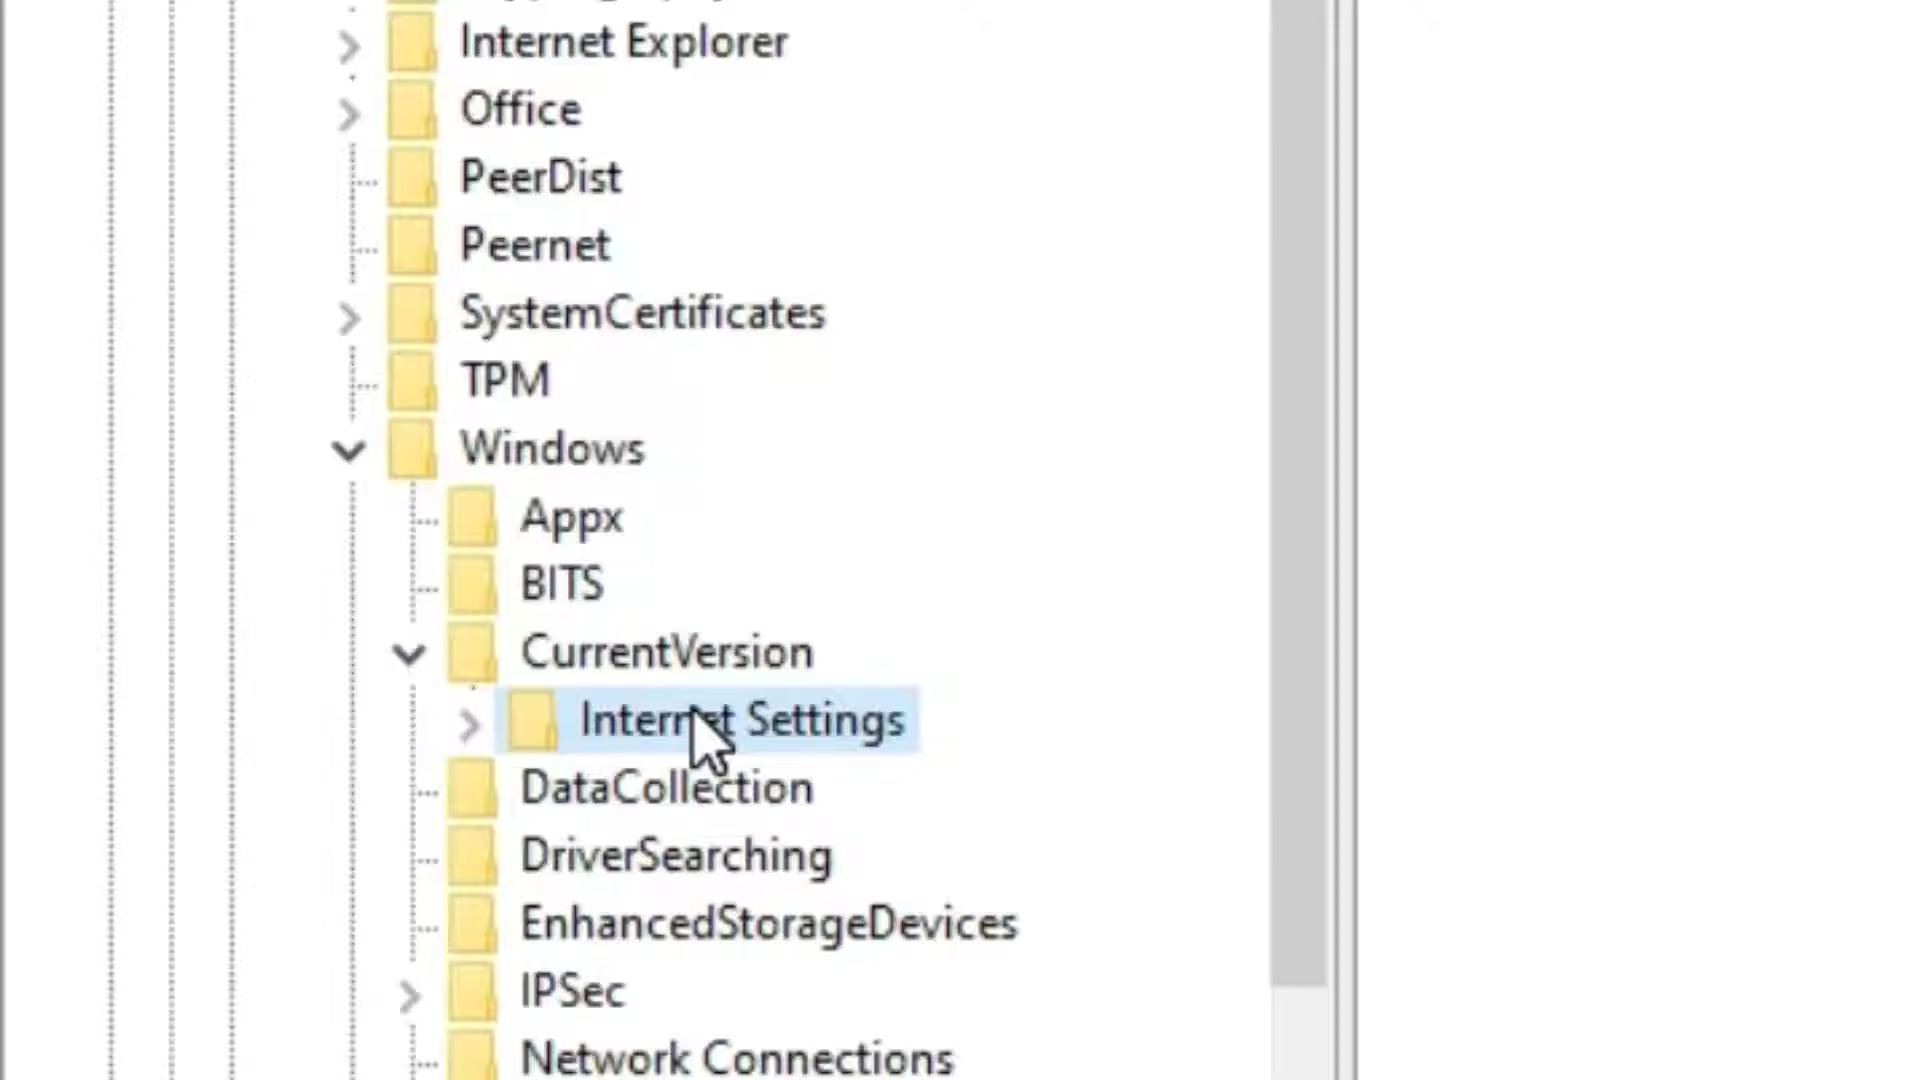 Internet Explorer
Office
PeerDist
Peernet
SystemCertificates
TPM
Windows
Appx
BITS
CurrentVersion
Internet Settings
DataCollection
DriverSearching
EnhancedStorageDevices
IPSec
Network Connections